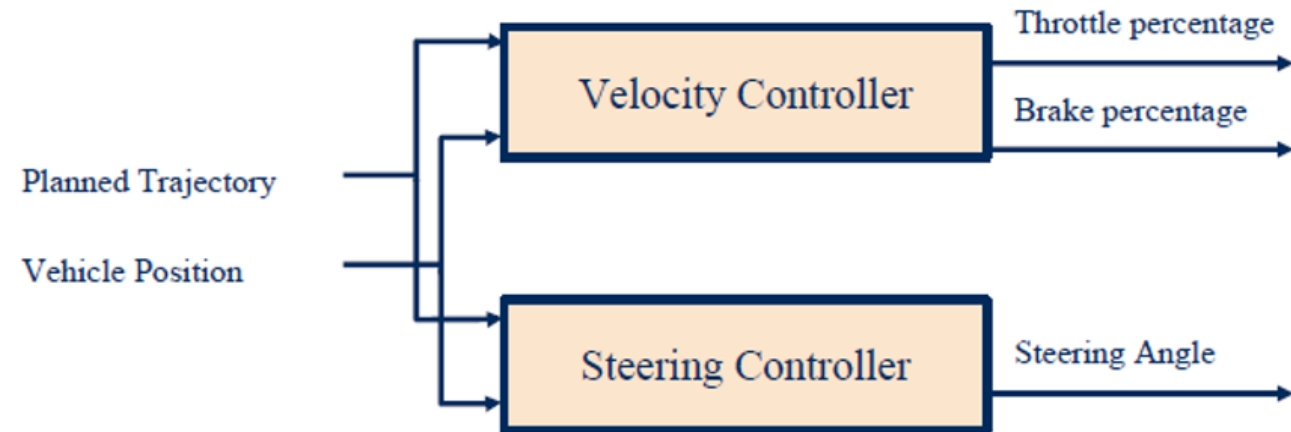 Throttle percentage
Velocity Controller
Brake percentage
Planned Trajectory
Vehicle Position
Steering Controller
Steering Angle